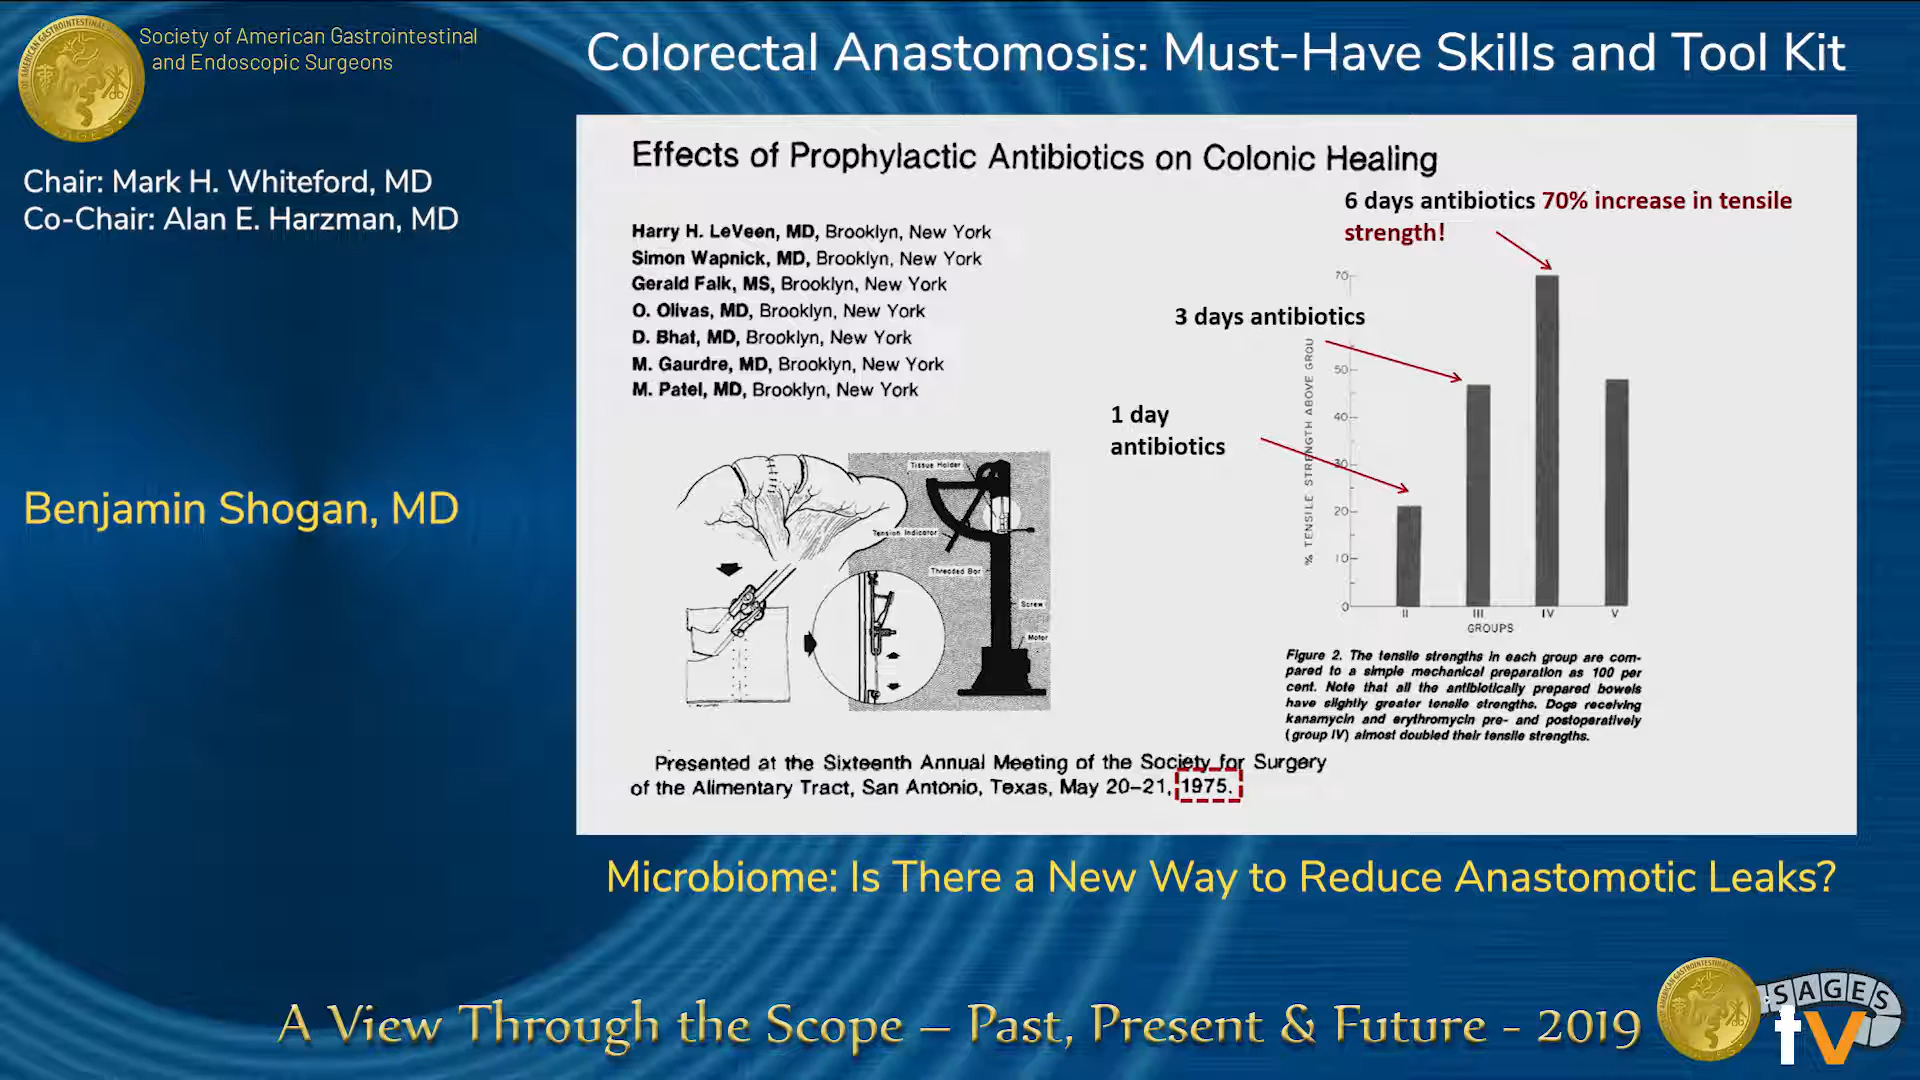 Society of American Gastrointestinal
and Endoscopic Surgeons
Colorectal Anastomosis: Must-Have Skills and Tool Kit
Chair: Mark H. Whiteford, MD
Co-Chair: Alan E. Harzman, MD
Benjamin Shogan, MD
Effects of Prophylactic Antibiotics on Colonic Healing
Harry H. LeVeen, MD, Brooklyn, New York
Simon Wapnick, MD, Brooklyn, New York
Gerald Falk, MS, Brooklyn, New York
O. Olivas, MD, Brooklyn, New York
D. Bhat, MD, Brooklyn, New York
M. Gaurdre, MD, Brooklyn, New York
M. Patel, MD, Brooklyn, New York
6 days antibiotics 70% increase in tensile
strength!
3 days antibiotics
1 day
antibiotics
Tissue Holder
Tension Indicator
Threaded Bar
Screw
Motor
% TENSILE STRENGTH ABOVE GROU
70
50
40
30
20
10
0
II III IV V
GROUPS
Figure 2. The tensile strengths in each group are com-
pared to a simple mechanical preparation as 100 per
cent. Note that all the antibiotically prepared bowels
have slightly greater tensile strengths. Dogs receiving
kanamycin and erythromycin pre- and postoperatively
(group IV) almost doubled their tensile strengths.
Presented at the Sixteenth Annual Meeting of the Society for Surgery
of the Alimentary Tract, San Antonio, Texas, May 20–21, 1975.
Microbiome: Is There a New Way to Reduce Anastomotic Leaks?
A View Through the Scope – Past, Present & Future - 2019
SAGES
tv